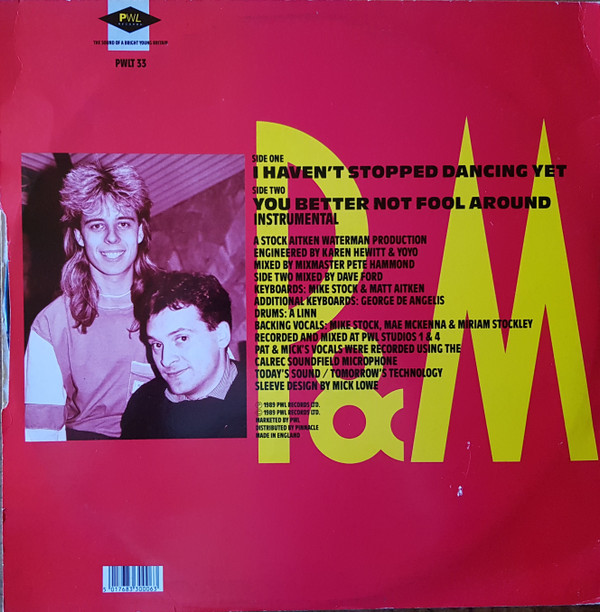 PWL
RECORDS
THE SOUND OF A BRIGHT YOUNG BRITAIN
PWLT 33
P&M
SIDE ONE
I HAVEN'T STOPPED DANCING YET
SIDE TWO
YOU BETTER NOT FOOL AROUND
INSTRUMENTAL
A STOCK AITKEN WATERMAN PRODUCTION
ENGINEERED BY KAREN HEWITT & YOYO
MIXED BY MIXMASTER PETE HAMMOND
SIDE TWO MIXED BY DAVE FORD
KEYBOARDS: MIKE STOCK & MATT AITKEN
ADDITIONAL KEYBOARDS: GEORGE DE ANGELIS
DRUMS: A LINN
BACKING VOCALS: MIKE STOCK, MAE MCKENNA & MIRIAM STOCKLEY
RECORDED AND MIXED AT PWL STUDIOS 1 & 4
PAT & MICK'S VOCALS WERE RECORDED USING THE
CALREC SOUNDFIELD MICROPHONE
TODAY'S SOUND / TOMORROW'S TECHNOLOGY
SLEEVE DESIGN BY MICK LOWE
℗ 1989 PWL RECORDS LTD.
© 1989 PWL RECORDS LTD.
MARKETED BY PWL
DISTRIBUTED BY PINNACLE
MADE IN ENGLAND
5 017683 300063